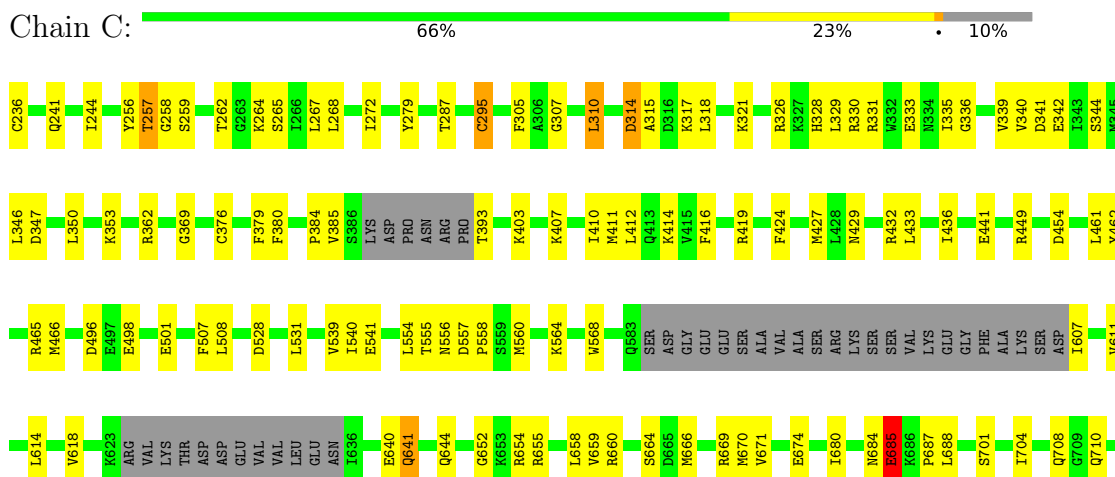 Chain C:
66% 23% • 10%
C236 Q241 I244 Y256 T257 G258 S259 T262 G263 K264 S265 I266 L267 L268 I272 Y279 T287 C295 F305 A306 G307 L310 D314 A315 D316 K317 L318 K321 R326 K327 H328 L329 R330 R331 W332 E333 N334 I335 G336 V339 V340 D341 E342 I343 S344 M345
L346 D347 L350 K353 R362 G369 C376 F379 F380 P384 V385 S386 LYS ASP PRO ASN ARG PRO T393 K403 K407 I410 M411 L412 Q413 K414 V415 F416 R419 F424 M427 L428 N429 R432 L433 I436 E441 R449 D454 L461 Y462
R465 M466 D496 E497 E498 E501 F507 L508 D528 L531 V539 I540 E541 L554 T555 N556 D557 P558 S559 M560 K564 W568 Q583 SER ASP GLY GLU GLU SER ALA VAL ALA SER ARG LYS SER SER VAL LYS GLU GLY PHE ALA LYS SER ASP I607 V611
L614 V618 K623 ARG VAL LYS THR ASP ASP GLU VAL VAL LEU GLU ASN I636 E640 Q641 Q644 G652 K653 R654 R655 L658 V659 R660 S664 D665 M666 R669 M670 V671 E674 I680 N684 E685 K686 P687 L688 S701 I704 Q708 G709 Q710